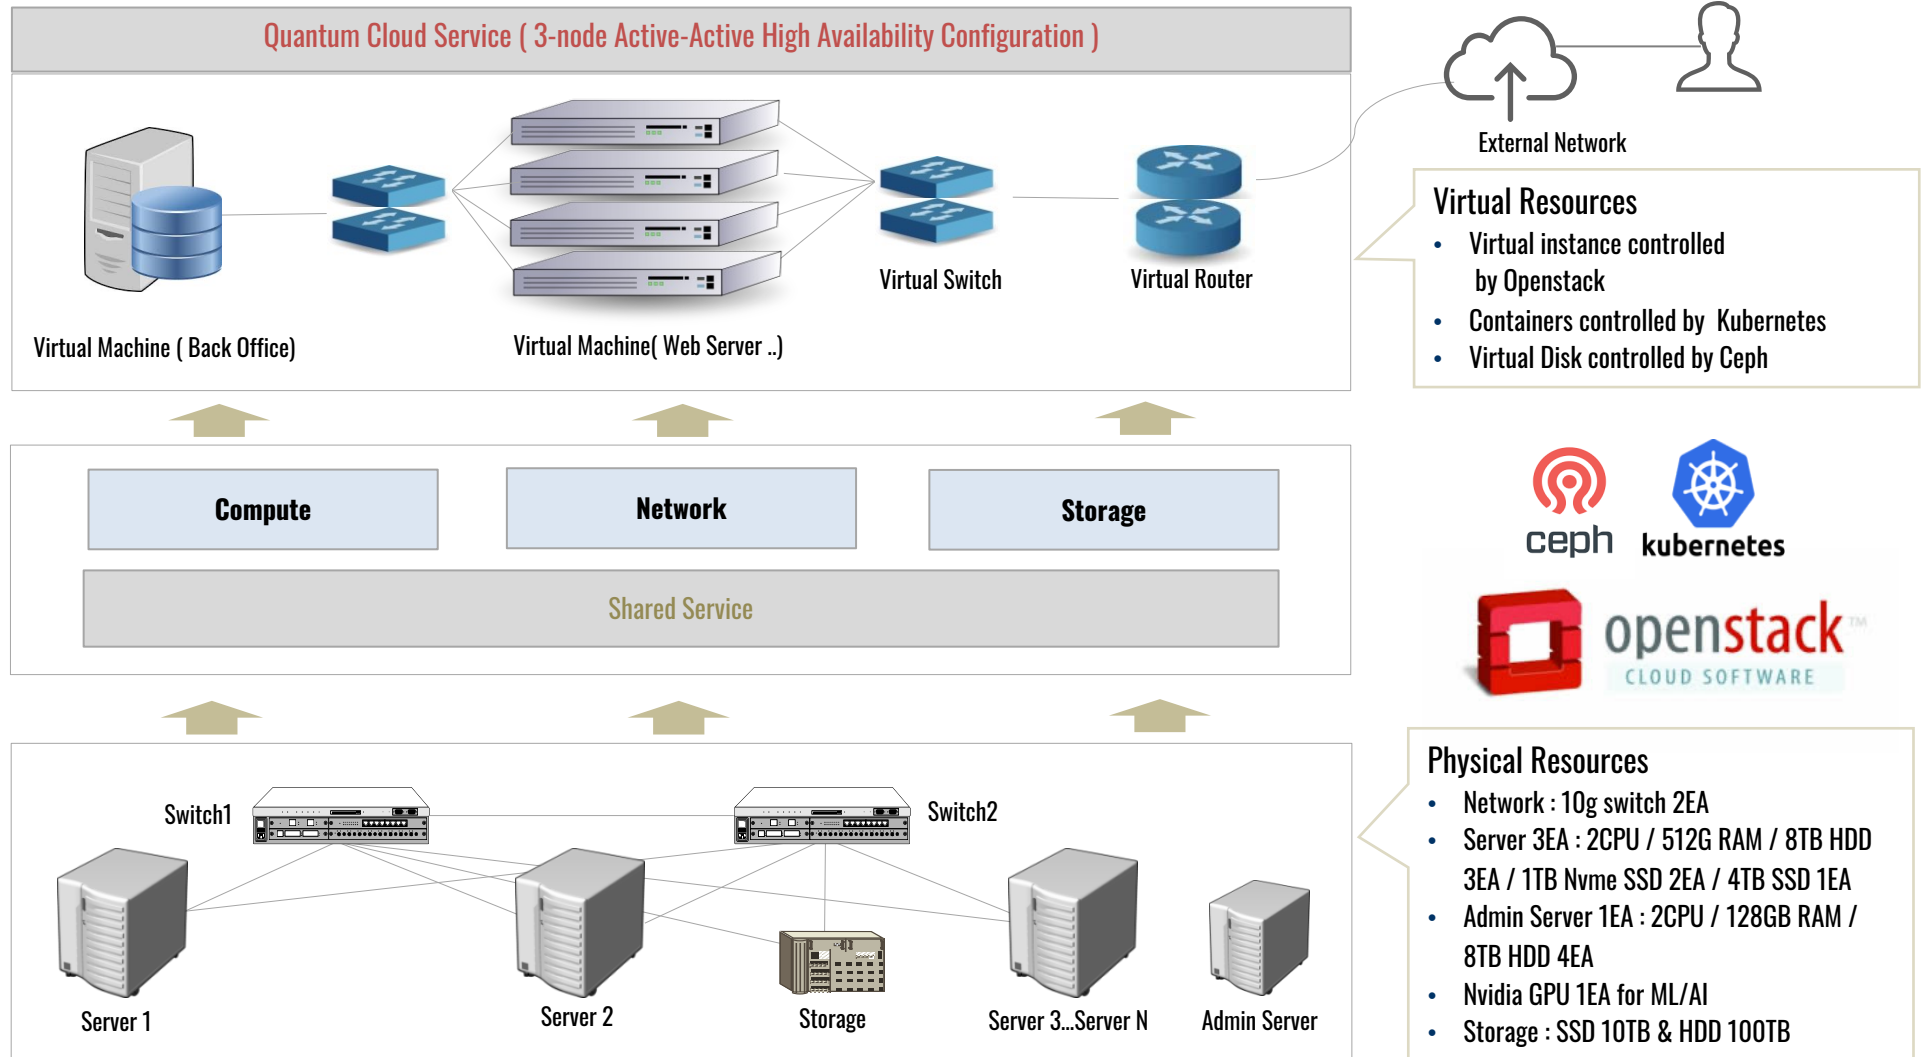 Quantum Cloud Service ( 3-node Active-Active High Availability Configuration )
External Network
Virtual Switch
Virtual Router
Virtual Machine ( Back Office)
Virtual Machine( Web Server ..)
Virtual Resources
• Virtual instance controlled
by Openstack
• Containers controlled by Kubernetes
• Virtual Disk controlled by Ceph
Compute
Network
Storage
Shared Service
ceph
kubernetes
openstack™
CLOUD SOFTWARE
Switch1
Switch2
Server 1
Server 2
Storage
Server 3...Server N
Admin Server
Physical Resources
• Network : 10g switch 2EA
• Server 3EA : 2CPU / 512G RAM / 8TB HDD
3EA / 1TB Nvme SSD 2EA / 4TB SSD 1EA
• Admin Server 1EA : 2CPU / 128GB RAM /
8TB HDD 4EA
• Nvidia GPU 1EA for ML/AI
• Storage : SSD 10TB & HDD 100TB